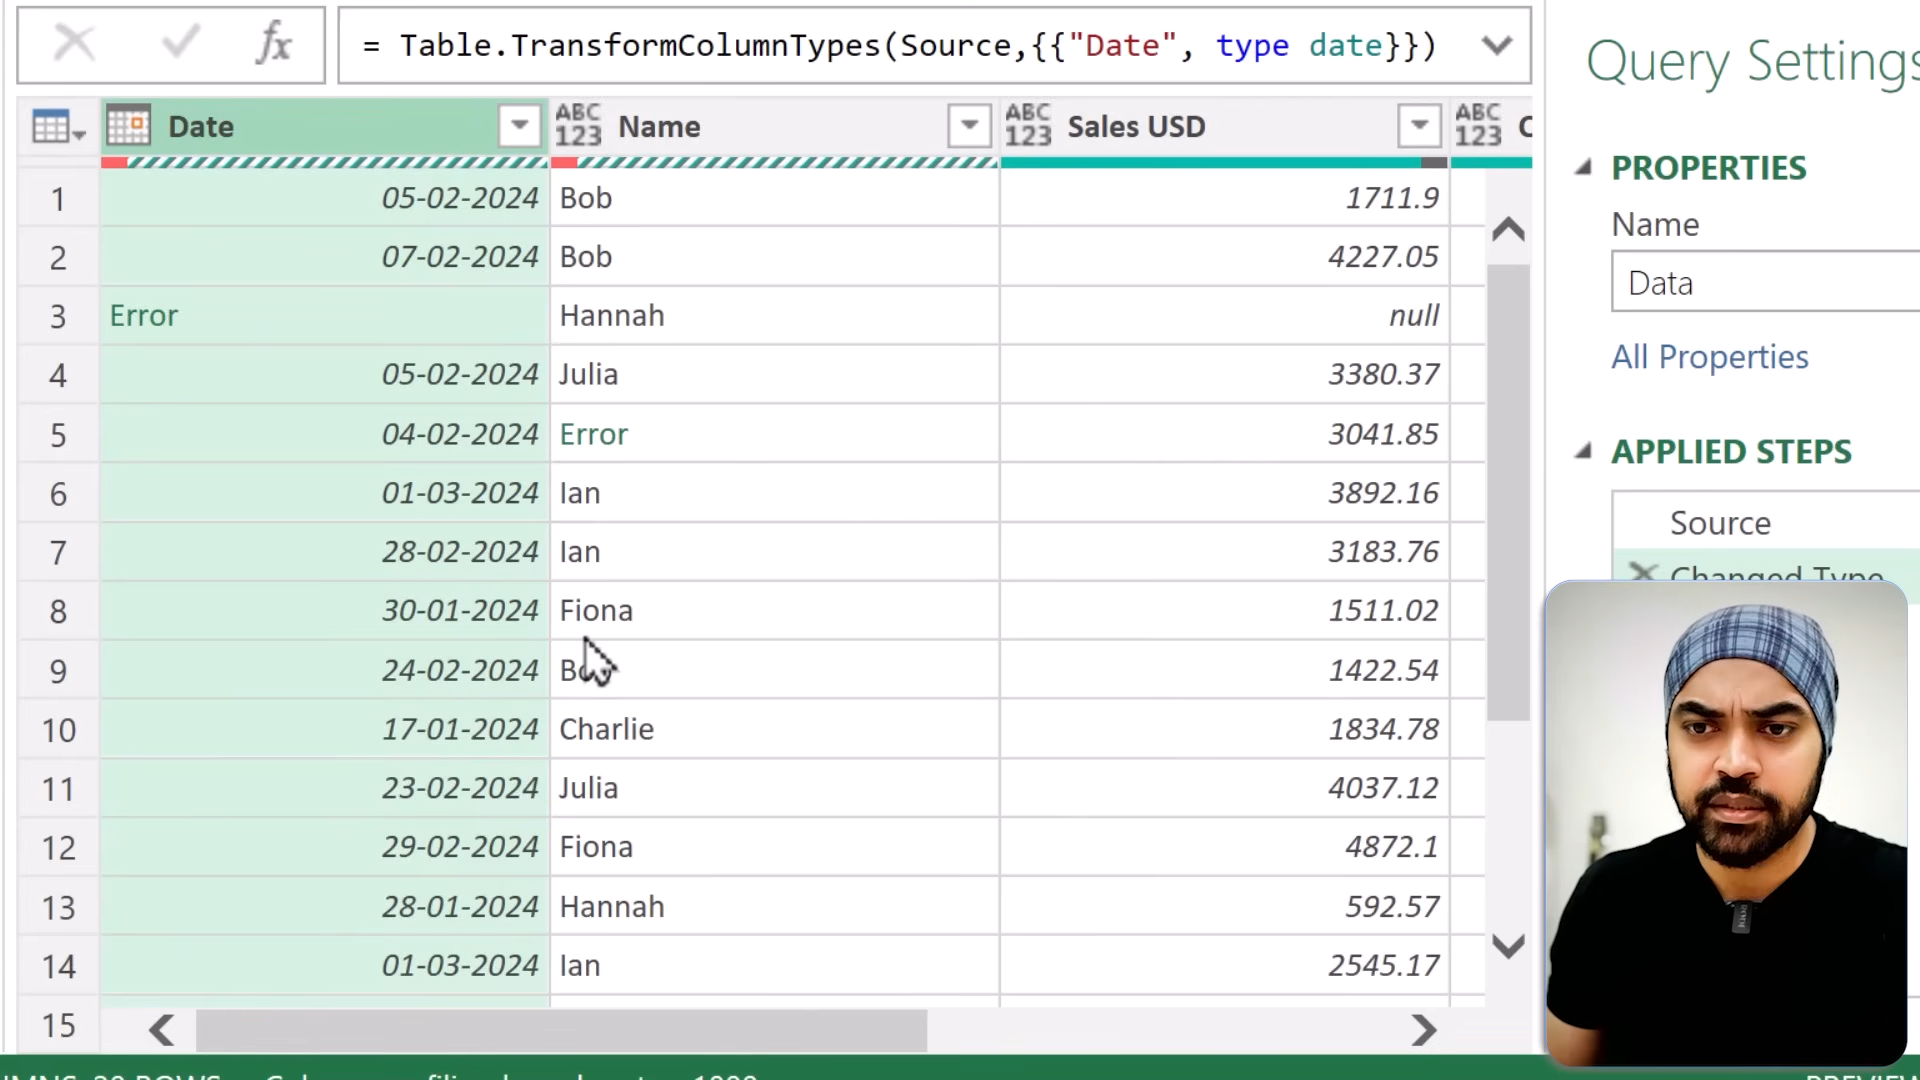 fx = Table.TransformColumnTypes(Source,{{"Date", type date}})
Query Settings
Date ABC 123 Name ABC 123 Sales USD ABC 123 C
PROPERTIES
Name
Data
All Properties
APPLIED STEPS
Source
Changed Type
1 05-02-2024 Bob 1711.9
2 07-02-2024 Bob 4227.05
3 Error Hannah null
4 05-02-2024 Julia 3380.37
5 04-02-2024 Error 3041.85
6 01-03-2024 Ian 3892.16
7 28-02-2024 Ian 3183.76
8 30-01-2024 Fiona 1511.02
9 24-02-2024 Bob 1422.54
10 17-01-2024 Charlie 1834.78
11 23-02-2024 Julia 4037.12
12 29-02-2024 Fiona 4872.1
13 28-01-2024 Hannah 592.57
14 01-03-2024 Ian 2545.17
15